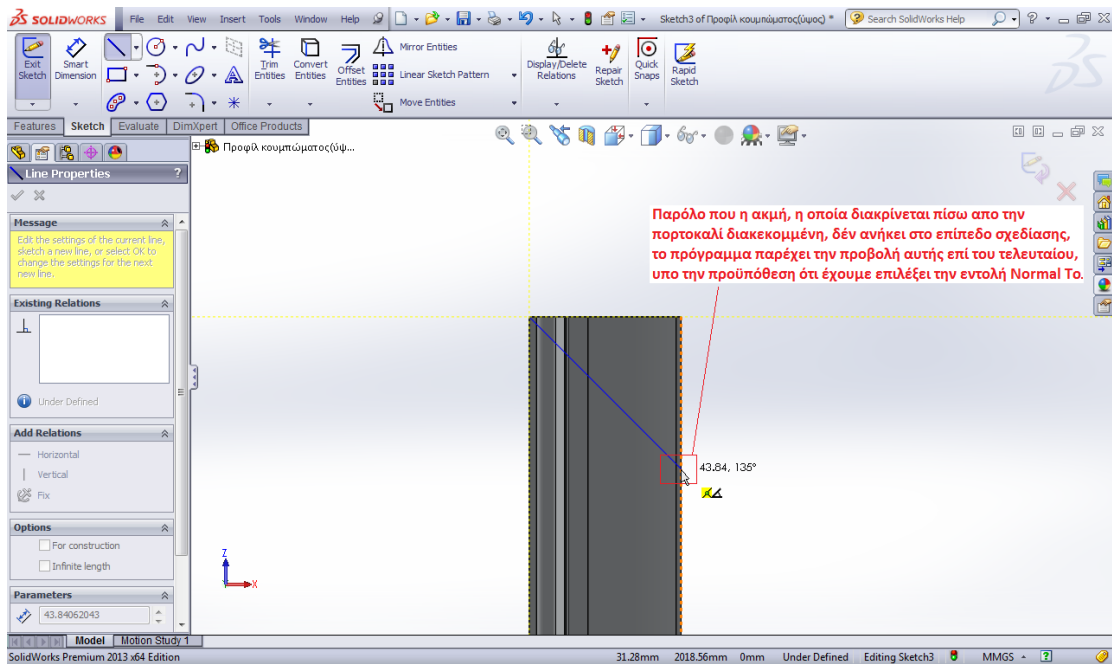 SOLIDWORKS File Edit View Insert Tools Window Help Sketch3 of Προφίλ κουμπώματος(ύψος) * Search SolidWorks Help
Exit Sketch
Smart Dimension
Trim Entities
Convert Entities
Offset Entities
Mirror Entities
Linear Sketch Pattern
Move Entities
Display/Delete Relations
Repair Sketch
Quick Snaps
Rapid Sketch
Features Sketch Evaluate DimXpert Office Products
Προφίλ κουμπώματος(ύψ...
Line Properties ?
Message
Edit the settings of the current line,
sketch a new line, or select OK to
change the settings for the next
new line.
Existing Relations
Under Defined
Add Relations
Horizontal
Vertical
Fix
Options
For construction
Infinite length
Parameters
43.84062043
Παρόλο που η ακμή, η οποία διακρίνεται πίσω απο την
πορτοκαλί διακεκομμένη, δέν ανήκει στο επίπεδο σχεδίασης,
το πρόγραμμα παρέχει την προβολή αυτής επί του τελευταίου,
υπο την προϋπόθεση ότι έχουμε επιλέξει την εντολή Normal To.
43.84, 135°
Z
X
Model Motion Study 1
SolidWorks Premium 2013 x64 Edition 31.28mm 2018.56mm 0mm Under Defined Editing Sketch3 MMGS ?